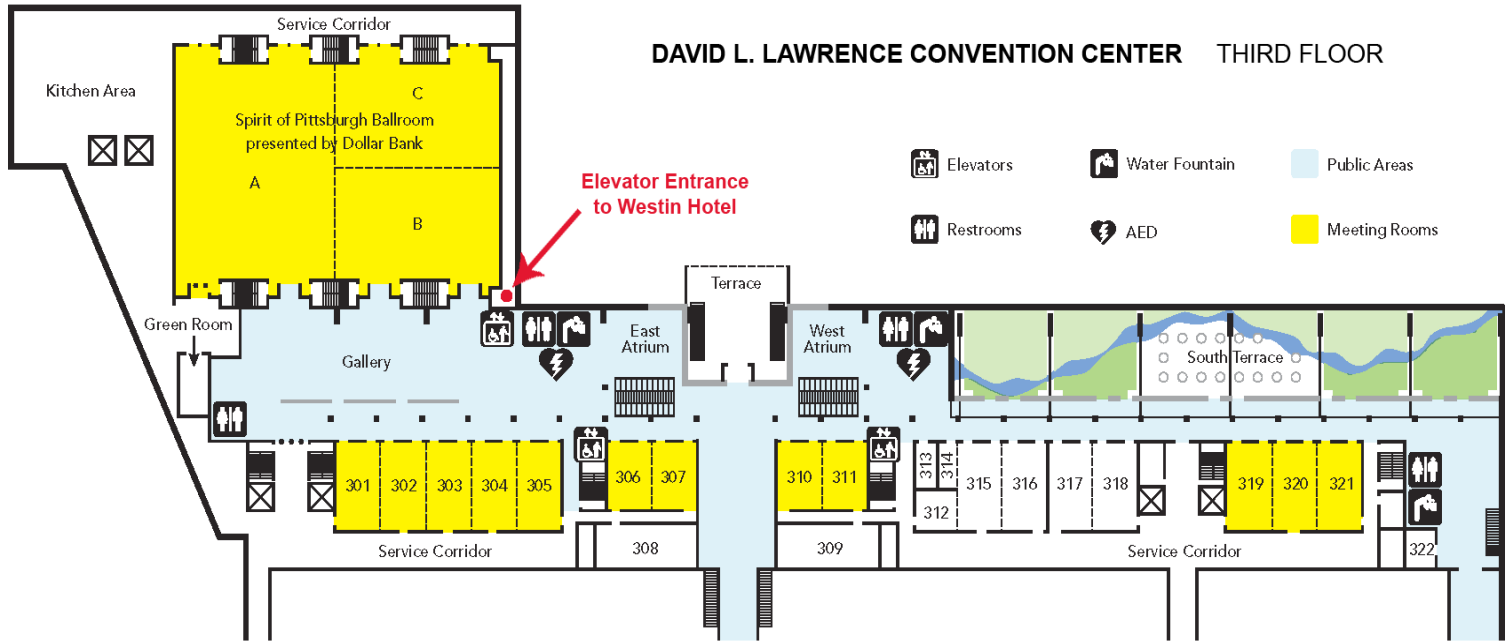 DAVID L. LAWRENCE CONVENTION CENTER THIRD FLOOR
Service Corridor
Kitchen Area
C
Spirit of Pittsburgh Ballroom
presented by Dollar Bank
A
B
Elevator Entrance
to Westin Hotel
Elevators
Water Fountain
Public Areas
Restrooms
AED
Meeting Rooms
Terrace
Green Room
Gallery
East
Atrium
West
Atrium
South Terrace
301
302
303
304
305
306
307
308
309
310
311
312
313
314
315
316
317
318
319
320
321
322
Service Corridor
Service Corridor